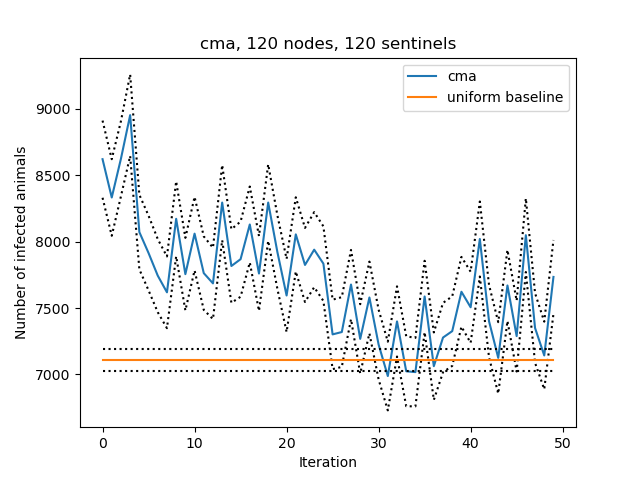 cma, 120 nodes, 120 sentinels
cma
uniform baseline
Number of infected animals
9000
8500
8000
7500
7000
0 10 20 30 40 50
Iteration